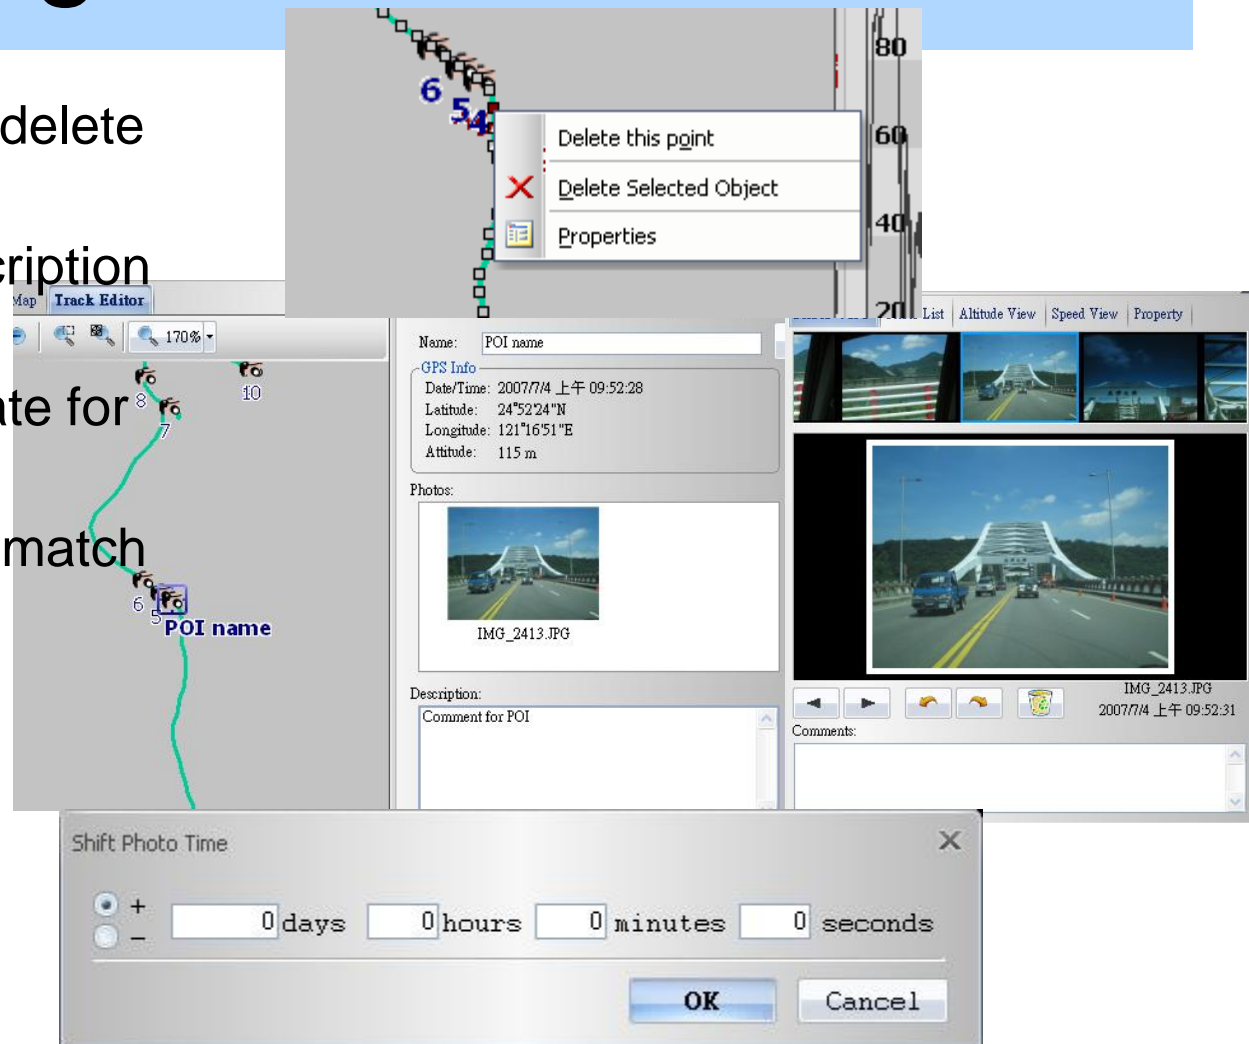 g
delete
cription
ate for
match
6
5
4
Delete this point
Delete Selected Object
Properties
80
60
40
20
Map
Track Editor
170%
8
7
10
6
5
POI name
Name:
POI name
GPS Info
Date/Time: 2007/7/4 上午 09:52:28
Latitude: 24°52'24"N
Longitude: 121°16'51"E
Attitude: 115 m
Photos:
IMG_2413.JPG
Description:
Comment for POI
List
Altitude View
Speed View
Property
IMG_2413.JPG
2007/7/4 上午 09:52:31
Comments:
Shift Photo Time
+
−
0 days 0 hours 0 minutes 0 seconds
OK
Cancel